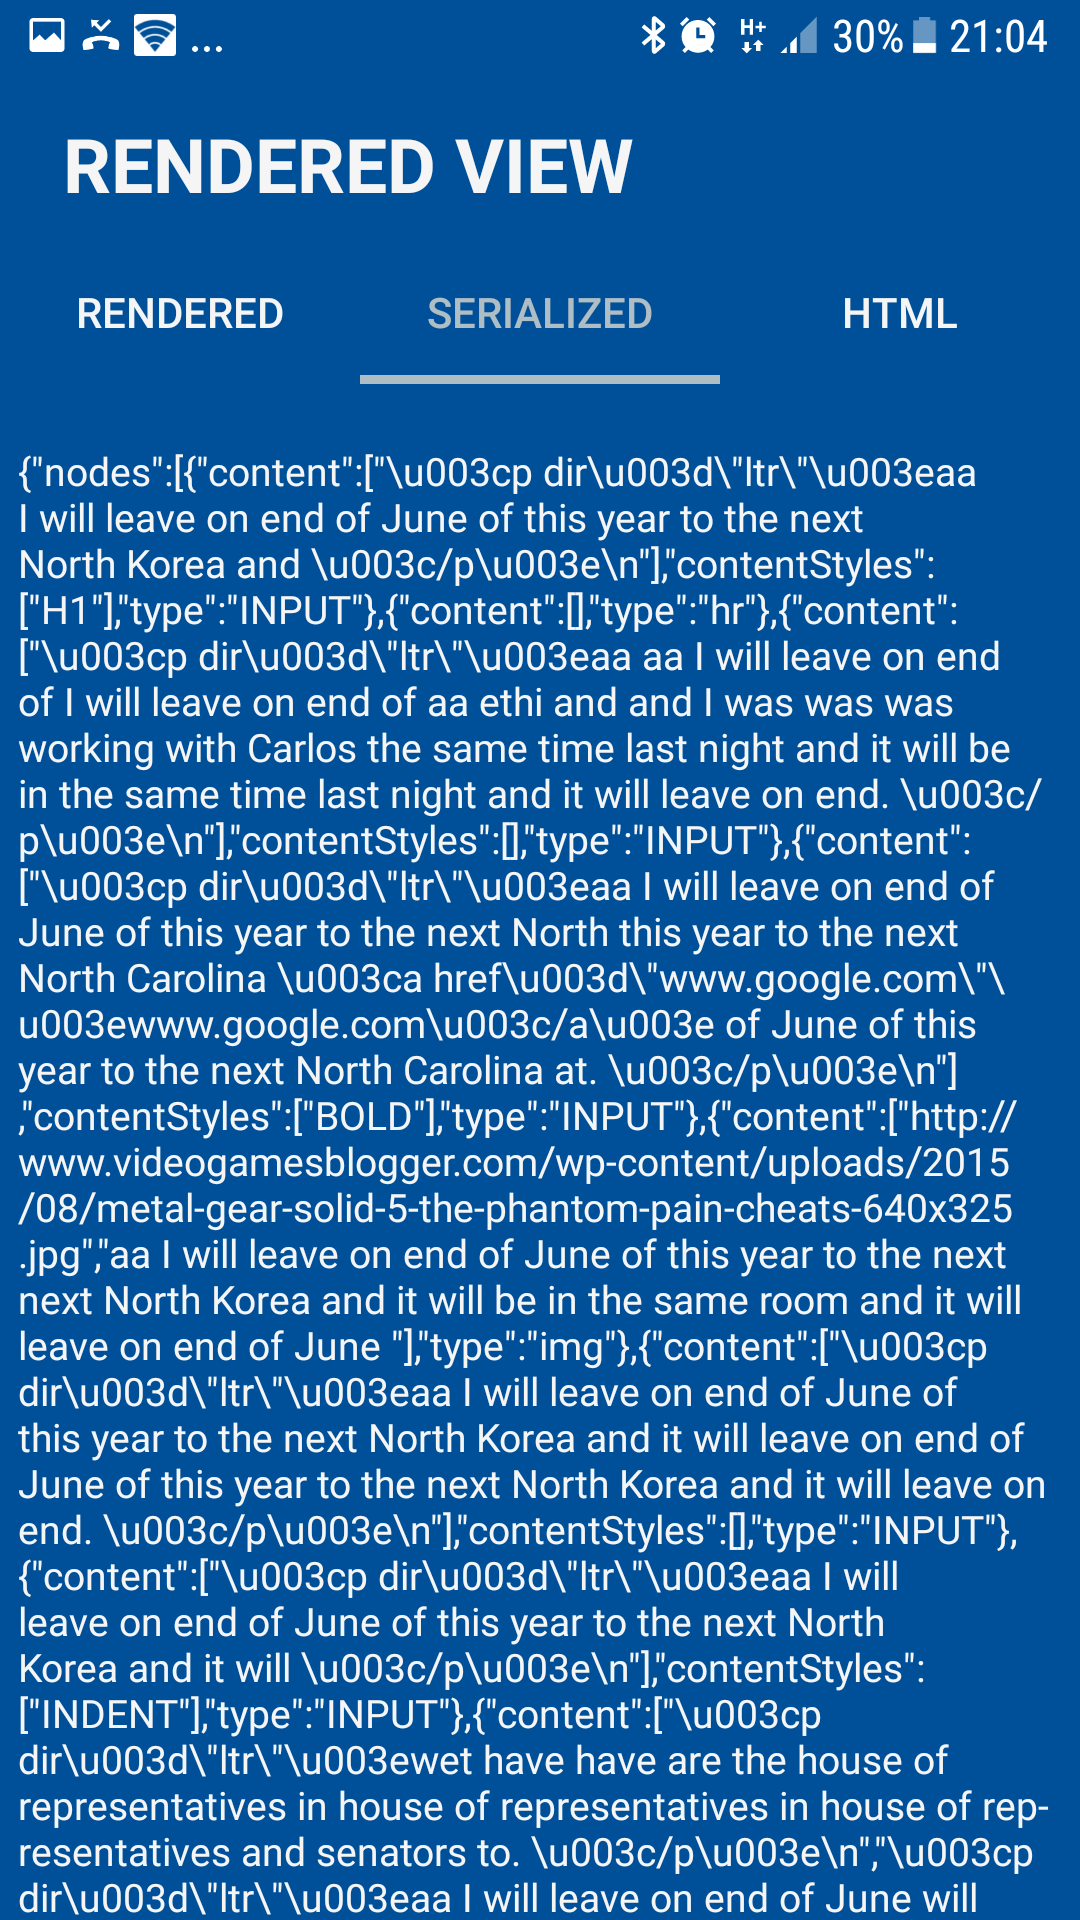 ... H+ 30% 21:04
RENDERED VIEW
RENDERED SERIALIZED HTML
{"nodes":[{"content":["\u003cp dir\u003d\"ltr\"\u003eaa
I will leave on end of June of this year to the next
North Korea and \u003c/p\u003e\n"],"contentStyles":
["H1"],"type":"INPUT"},{"content":[],"type":"hr"},{"content":
["\u003cp dir\u003d\"ltr\"\u003eaa aa I will leave on end
of I will leave on end of aa ethi and and I was was was
working with Carlos the same time last night and it will be
in the same time last night and it will leave on end. \u003c/
p\u003e\n"],"contentStyles":[],"type":"INPUT"},{"content":
["\u003cp dir\u003d\"ltr\"\u003eaa I will leave on end of
June of this year to the next North this year to the next
North Carolina \u003ca href\u003d\"www.google.com\"\
u003ewww.google.com\u003c/a\u003e of June of this
year to the next North Carolina at. \u003c/p\u003e\n"]
,"contentStyles":["BOLD"],"type":"INPUT"},{"content":["http://
www.videogamesblogger.com/wp-content/uploads/2015
/08/metal-gear-solid-5-the-phantom-pain-cheats-640x325
.jpg","aa I will leave on end of June of this year to the next
next North Korea and it will be in the same room and it will
leave on end of June "],"type":"img"},{"content":["\u003cp
dir\u003d\"ltr\"\u003eaa I will leave on end of June of
this year to the next North Korea and it will leave on end of
June of this year to the next North Korea and it will leave on
end. \u003c/p\u003e\n"],"contentStyles":[],"type":"INPUT"},
{"content":["\u003cp dir\u003d\"ltr\"\u003eaa I will
leave on end of June of this year to the next North
Korea and it will \u003c/p\u003e\n"],"contentStyles":
["INDENT"],"type":"INPUT"},{"content":["\u003cp
dir\u003d\"ltr\"\u003ewet have have are the house of
representatives in house of representatives in house of rep-
resentatives and senators to. \u003c/p\u003e\n","\u003cp
dir\u003d\"ltr\"\u003eaa I will leave on end of June will